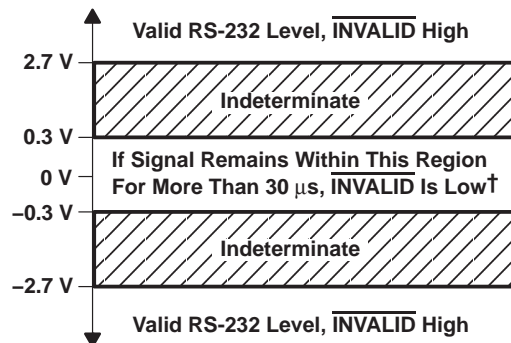 Valid RS-232 Level, INVALID High
2.7 V
Indeterminate
0.3 V
If Signal Remains Within This Region
0 V
For More Than 30 μs, INVALID Is Low†
−0.3 V
Indeterminate
−2.7 V
Valid RS-232 Level, INVALID High